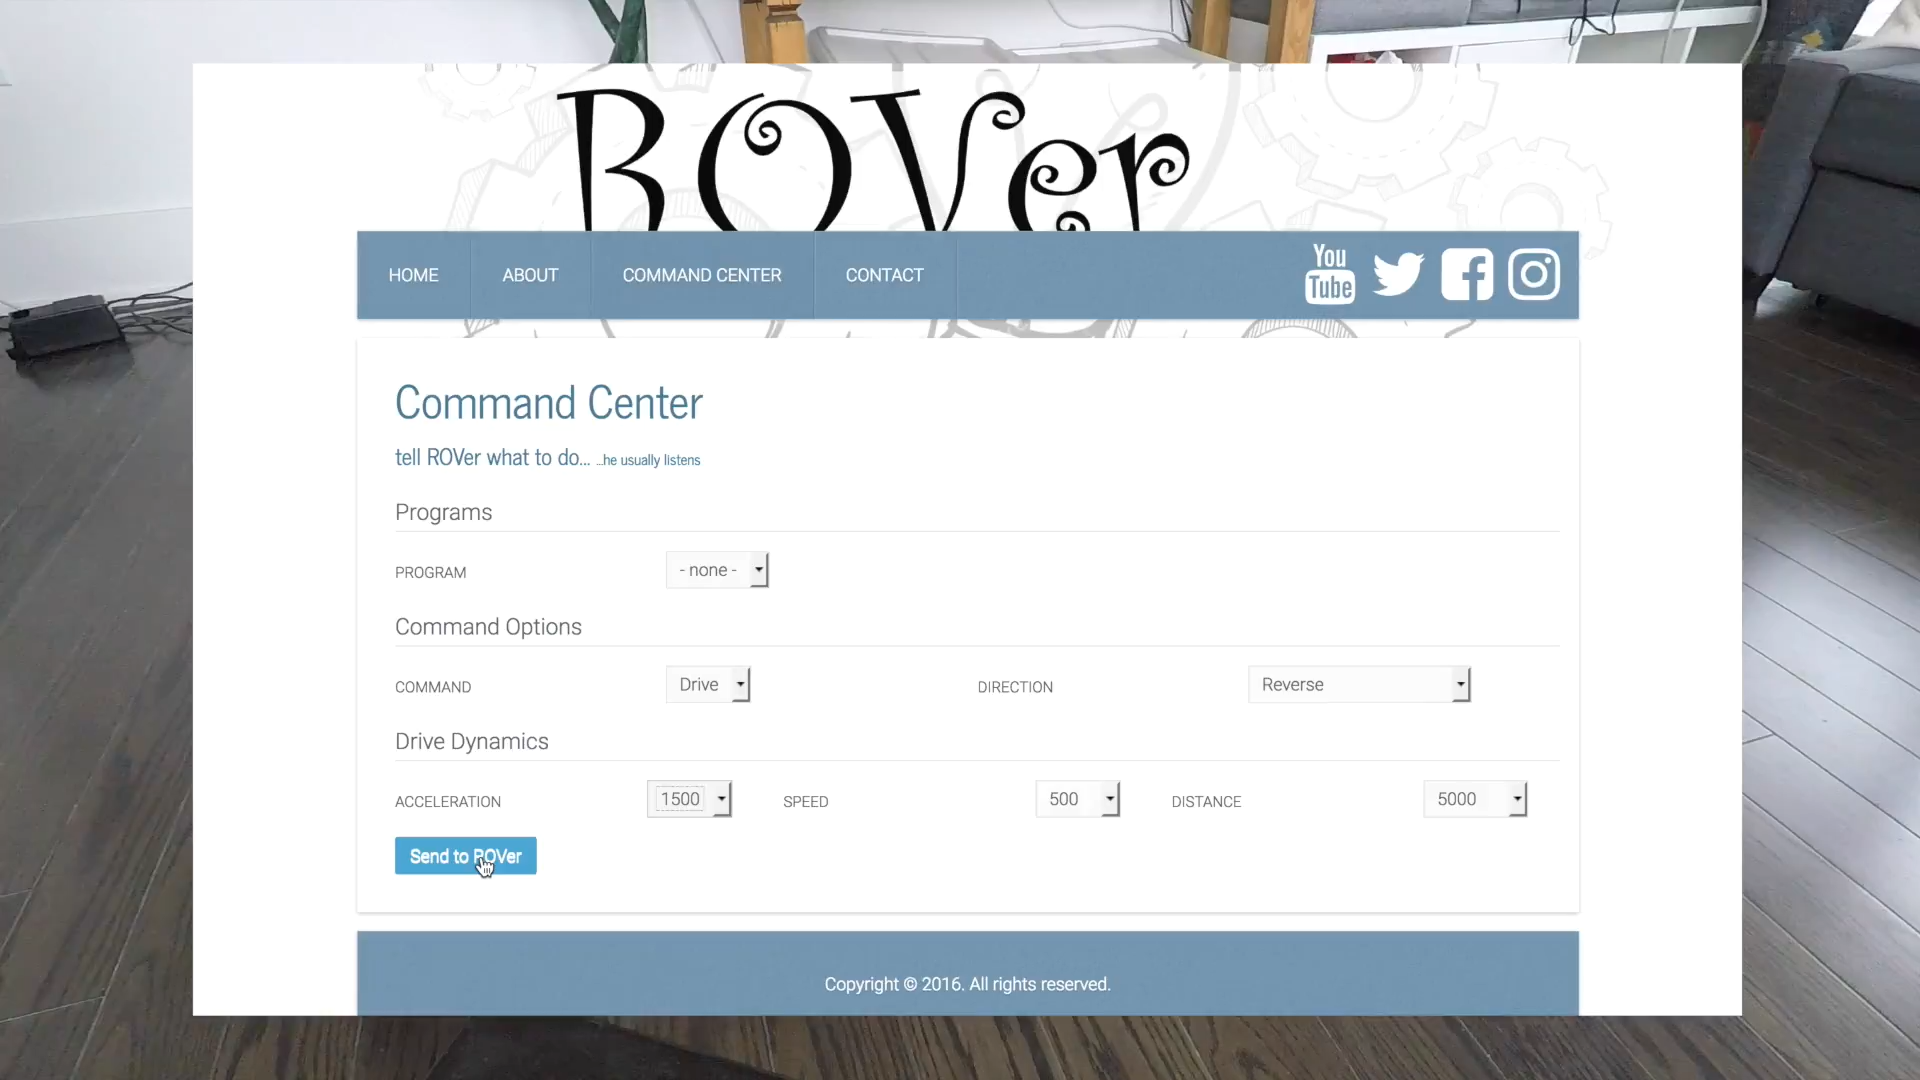 ROVer
HOME ABOUT COMMAND CENTER CONTACT
You
Tube
Command Center
tell ROVer what to do... ...he usually listens
Programs
PROGRAM - none -
Command Options
COMMAND Drive DIRECTION Reverse
Drive Dynamics
ACCELERATION 1500 SPEED 500 DISTANCE 5000
Send to ROVer
Copyright © 2016. All rights reserved.